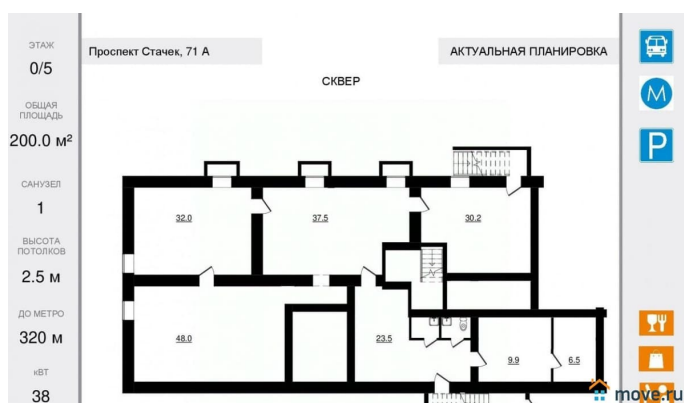 ЭТАЖ
0/5
ОБЩАЯ
ПЛОЩАДЬ
200.0 м²
САНУЗЕЛ
1
ВЫСОТА
ПОТОЛКОВ
2.5 м
ДО МЕТРО
320 м
кВТ
38
Проспект Стачек, 71 А
АКТУАЛЬНАЯ ПЛАНИРОВКА
СКВЕР
32.0
37.5
30.2
48.0
23.5
9.9
6.5
М
P
move.ru